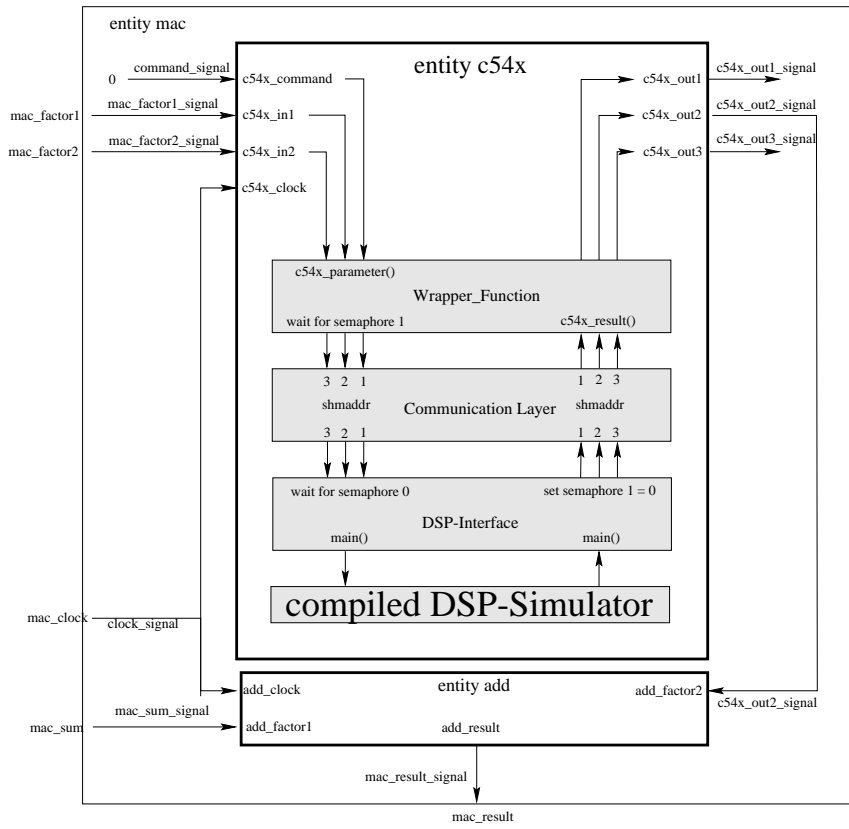 entity mac
entity c54x
command_signal
0
c54x_command
c54x_out1
c54x_out1_signal
mac_factor1
mac_factor1_signal
c54x_in1
c54x_out2
c54x_out2_signal
mac_factor2
mac_factor2_signal
c54x_in2
c54x_out3
c54x_out3_signal
c54x_clock
c54x_parameter()
Wrapper_Function
wait for semaphore 1
c54x_result()
3 2 1
1 2 3
shmaddr
Communication Layer
shmaddr
3 2 1
1 2 3
wait for semaphore 0
set semaphore 1 = 0
DSP-Interface
main()
main()
compiled DSP-Simulator
mac_clock
clock_signal
entity add
add_clock
add_factor2
c54x_out2_signal
mac_sum
mac_sum_signal
add_factor1
add_result
mac_result_signal
mac_result